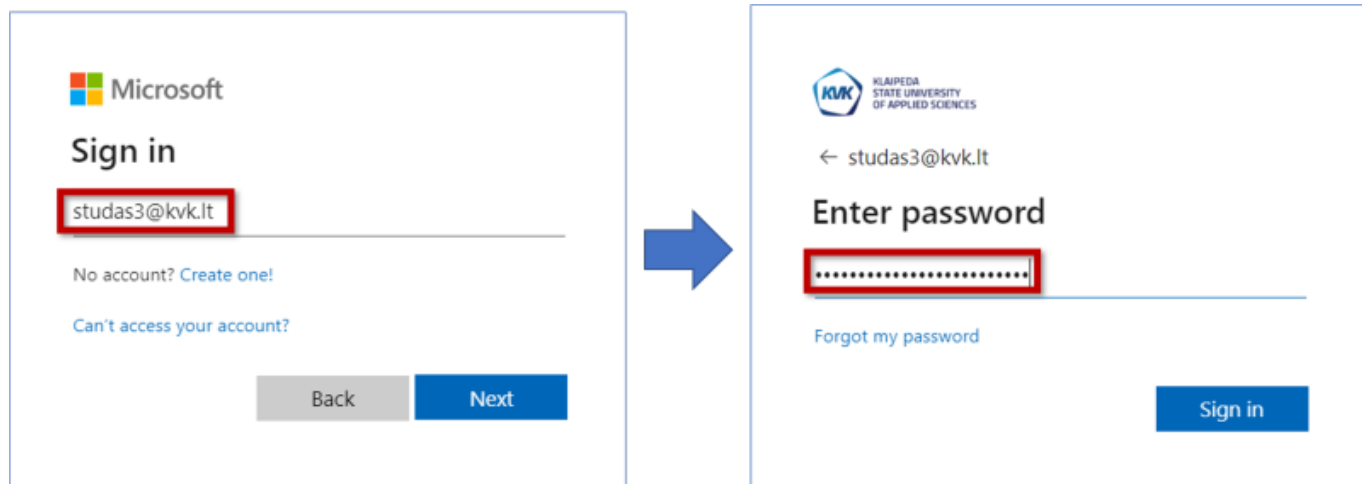 Microsoft
Sign in
studas3@kvk.lt
No account? Create one!
Can't access your account?
Back
Next
KVK
KLAIPEDA
STATE UNIVERSITY
OF APPLIED SCIENCES
← studas3@kvk.lt
Enter password
•••••••••••••••••••••••••
Forgot my password
Sign in